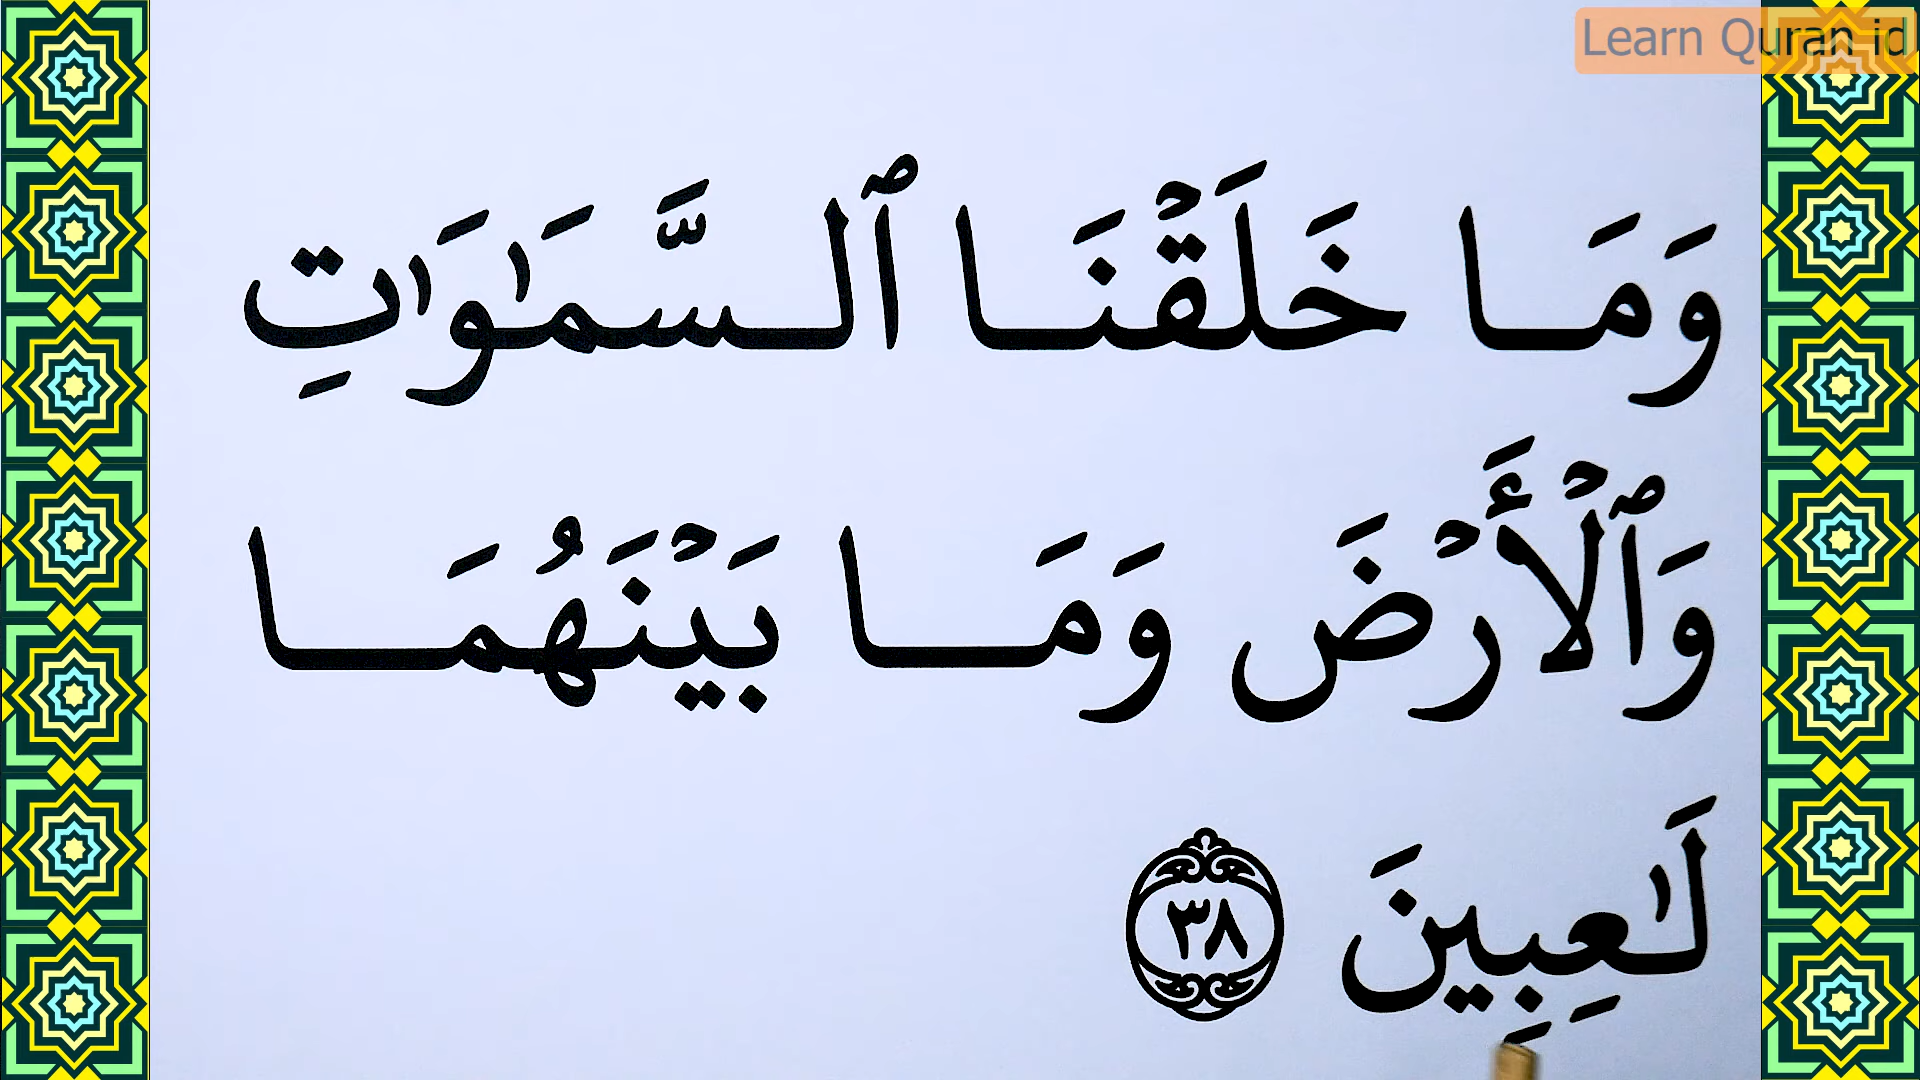 Learn Quran id
وَمَا خَلَقْنَا ٱلسَّمَٰوَٰتِ
وَٱلْأَرْضَ وَمَا بَيْنَهُمَا
لَٰعِبِينَ ٣٨